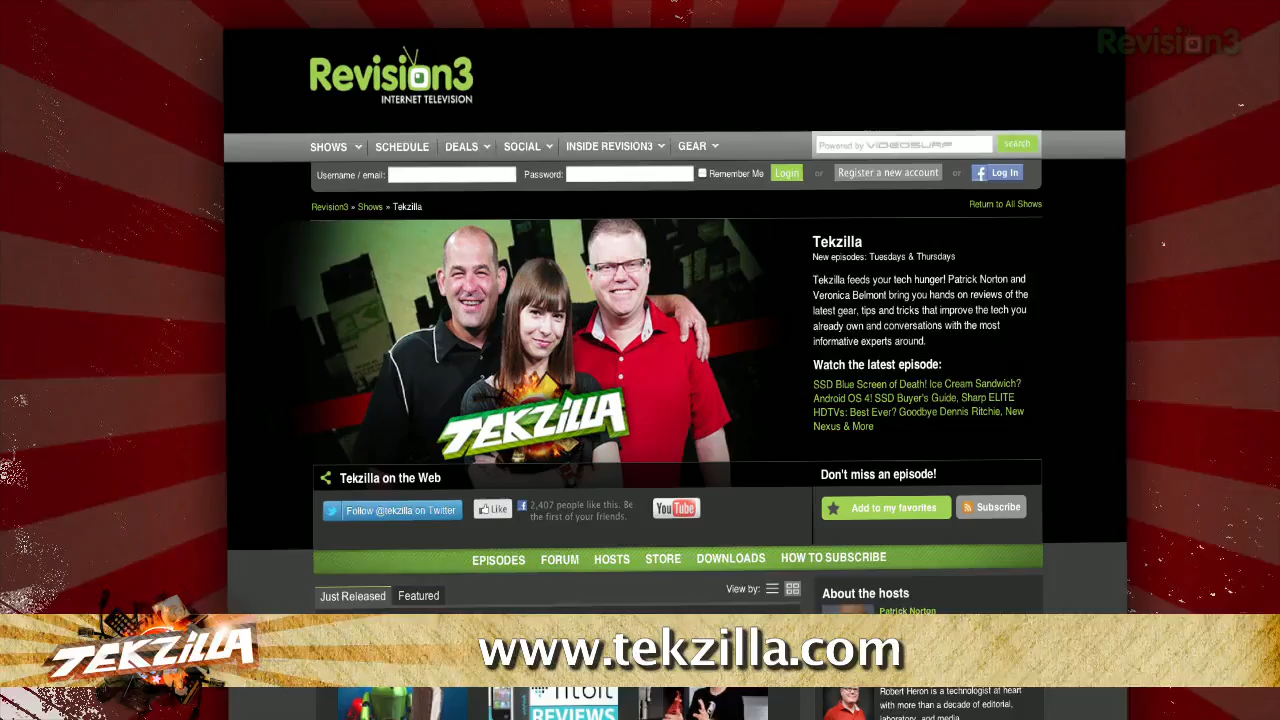 Revision3
Revision3
INTERNET TELEVISION
SHOWS
SCHEDULE
DEALS
SOCIAL
INSIDE REVISION3
GEAR
Powered by VIDEOSURF
search
Username / email:
Password:
Remember Me
Login
or
Register a new account
or
f Log In
Revision3 » Shows » Tekzilla
Return to All Shows
Tekzilla
New episodes: Tuesdays & Thursdays
Tekzilla feeds your tech hunger! Patrick Norton and
Veronica Belmont bring you hands on reviews of the
latest gear, tips and tricks that improve the tech you
already own and conversations with the most
informative experts around.
Watch the latest episode:
SSD Blue Screen of Death! Ice Cream Sandwich?
Android OS 4! SSD Buyer's Guide, Sharp ELITE
HDTVs: Best Ever? Goodbye Dennis Ritchie, New
Nexus & More
TEKZILLA
Tekzilla on the Web
Don't miss an episode!
Follow @tekzilla on Twitter
Like
f 2,407 people like this. Be
the first of your friends.
YouTube
Add to my favorites
Subscribe
EPISODES
FORUM
HOSTS
STORE
DOWNLOADS
HOW TO SUBSCRIBE
Just Released
Featured
View by:
About the hosts
Patrick Norton
TEKZILLA
www.tekzilla.com
REVIEWS
Robert Heron is a technologist at heart
with more than a decade of editorial,
laboratory, and media